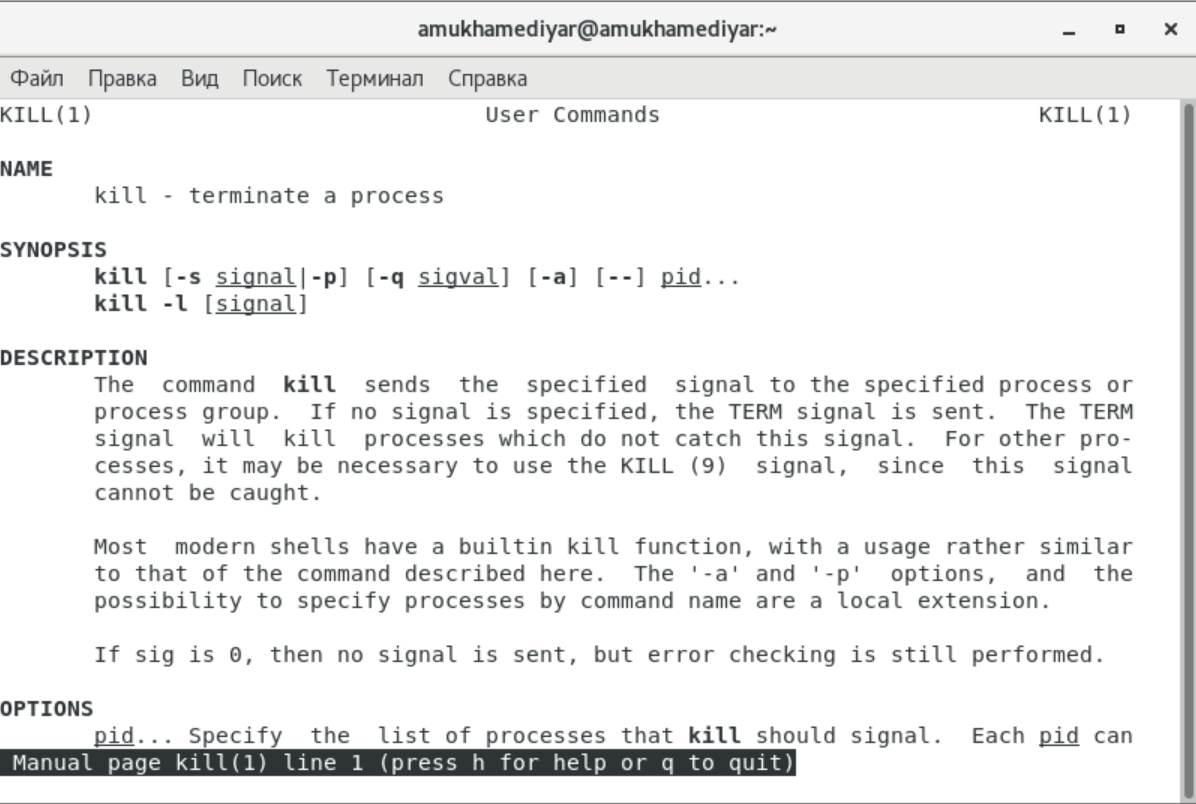 amukhamediyar@amukhamediyar:~
Файл Правка Вид Поиск Терминал Справка
KILL(1) User Commands KILL(1)
NAME
kill - terminate a process
SYNOPSIS
kill [-s signal|-p] [-q sigval] [-a] [--] pid...
kill -l [signal]
DESCRIPTION
The command kill sends the specified signal to the specified process or
process group. If no signal is specified, the TERM signal is sent. The TERM
signal will kill processes which do not catch this signal. For other pro-
cesses, it may be necessary to use the KILL (9) signal, since this signal
cannot be caught.
Most modern shells have a builtin kill function, with a usage rather similar
to that of the command described here. The '-a' and '-p' options, and the
possibility to specify processes by command name are a local extension.
If sig is 0, then no signal is sent, but error checking is still performed.
OPTIONS
pid... Specify the list of processes that kill should signal. Each pid can
Manual page kill(1) line 1 (press h for help or q to quit)